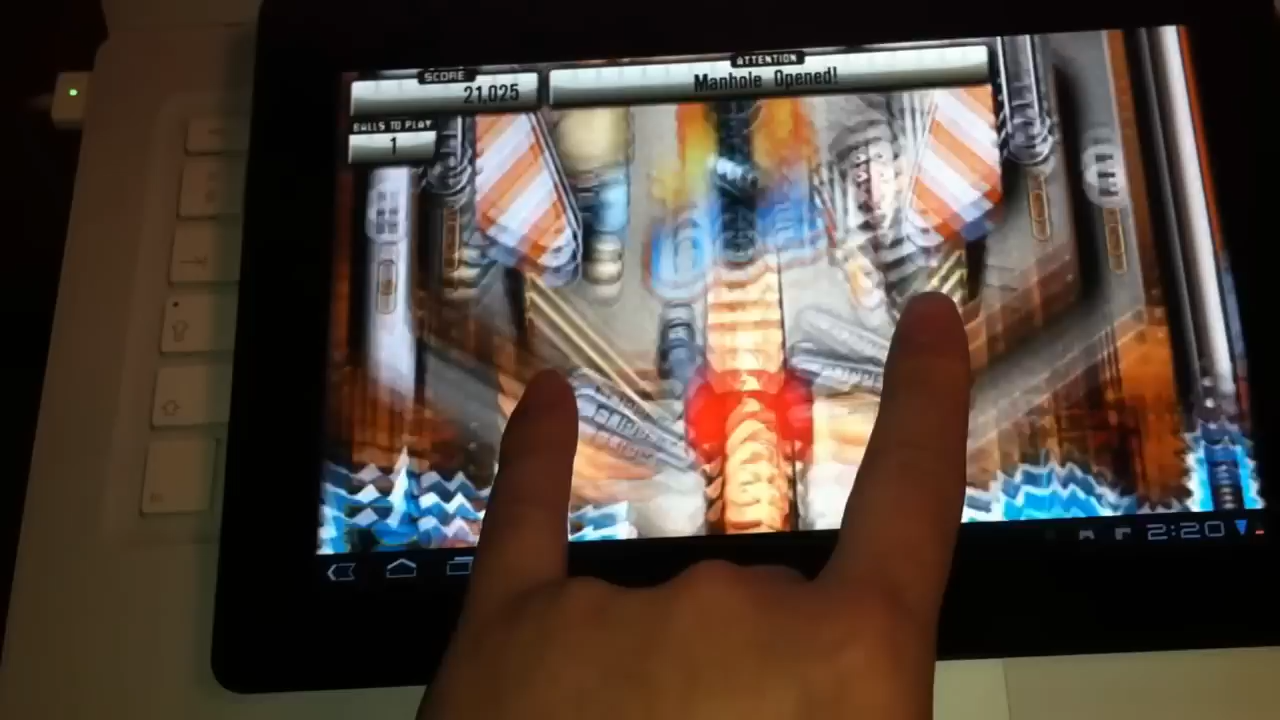 SCORE
21,025
ATTENTION
Manhole Opened!
BALLS TO PLAY
1
2:20